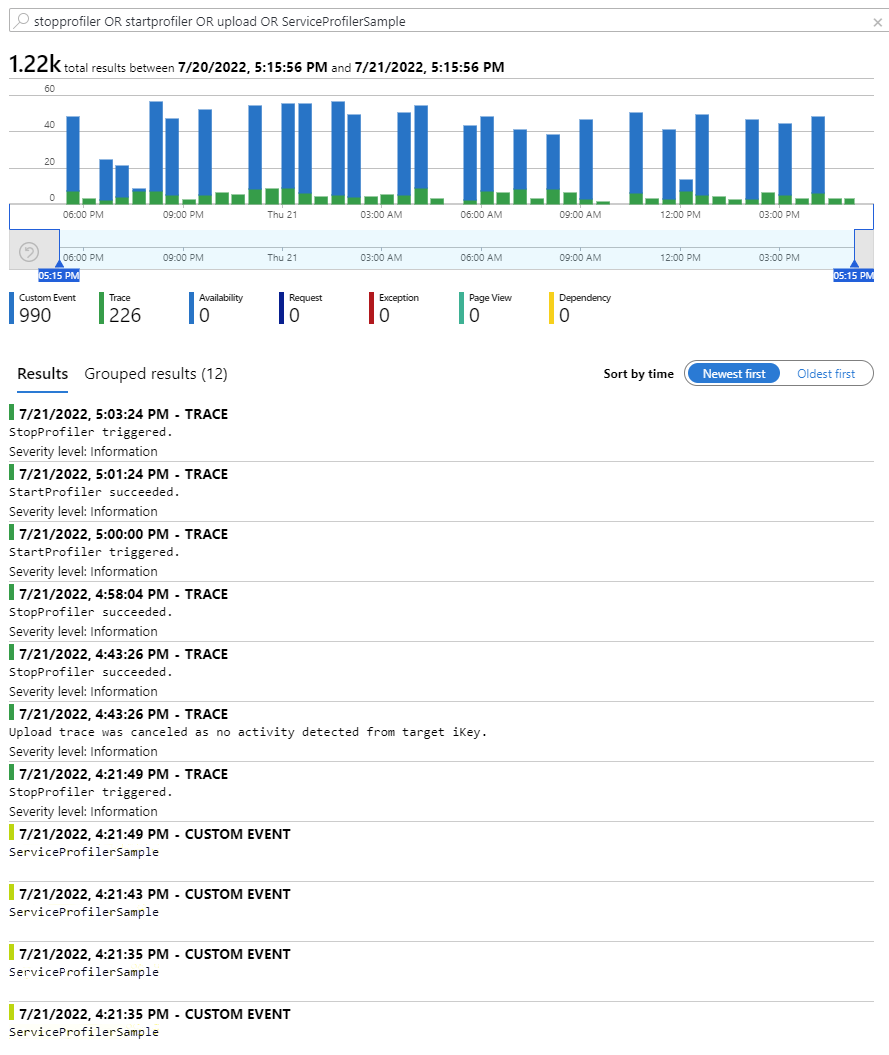 stopprofiler OR startprofiler OR upload OR ServiceProfilerSample
1.22k total results between 7/20/2022, 5:15:56 PM and 7/21/2022, 5:15:56 PM
60
40
20
0
06:00 PM 09:00 PM Thu 21 03:00 AM 06:00 AM 09:00 AM 12:00 PM 03:00 PM
06:00 PM 09:00 PM Thu 21 03:00 AM 06:00 AM 09:00 AM 12:00 PM 03:00 PM
05:15 PM 05:15 PM
Custom Event Trace Availability Request Exception Page View Dependency
990 226 0 0 0 0 0
Results Grouped results (12) Sort by time Newest first Oldest first
7/21/2022, 5:03:24 PM - TRACE
StopProfiler triggered.
Severity level: Information
7/21/2022, 5:01:24 PM - TRACE
StartProfiler succeeded.
Severity level: Information
7/21/2022, 5:00:00 PM - TRACE
StartProfiler triggered.
Severity level: Information
7/21/2022, 4:58:04 PM - TRACE
StopProfiler succeeded.
Severity level: Information
7/21/2022, 4:43:26 PM - TRACE
StopProfiler succeeded.
Severity level: Information
7/21/2022, 4:43:26 PM - TRACE
Upload trace was canceled as no activity detected from target iKey.
Severity level: Information
7/21/2022, 4:21:49 PM - TRACE
StopProfiler triggered.
Severity level: Information
7/21/2022, 4:21:49 PM - CUSTOM EVENT
ServiceProfilerSample
7/21/2022, 4:21:43 PM - CUSTOM EVENT
ServiceProfilerSample
7/21/2022, 4:21:35 PM - CUSTOM EVENT
ServiceProfilerSample
7/21/2022, 4:21:35 PM - CUSTOM EVENT
ServiceProfilerSample